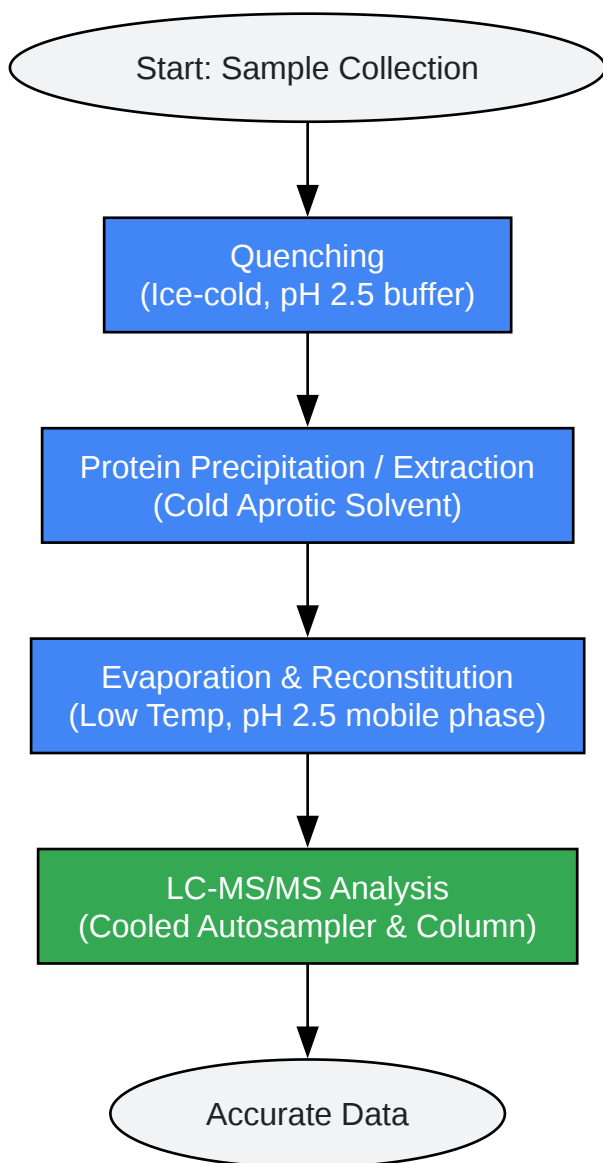 Start: Sample Collection
Quenching
(Ice-cold, pH 2.5 buffer)
Protein Precipitation / Extraction
(Cold Aprotic Solvent)
Evaporation & Reconstitution
(Low Temp, pH 2.5 mobile phase)
LC-MS/MS Analysis
(Cooled Autosampler & Column)
Accurate Data